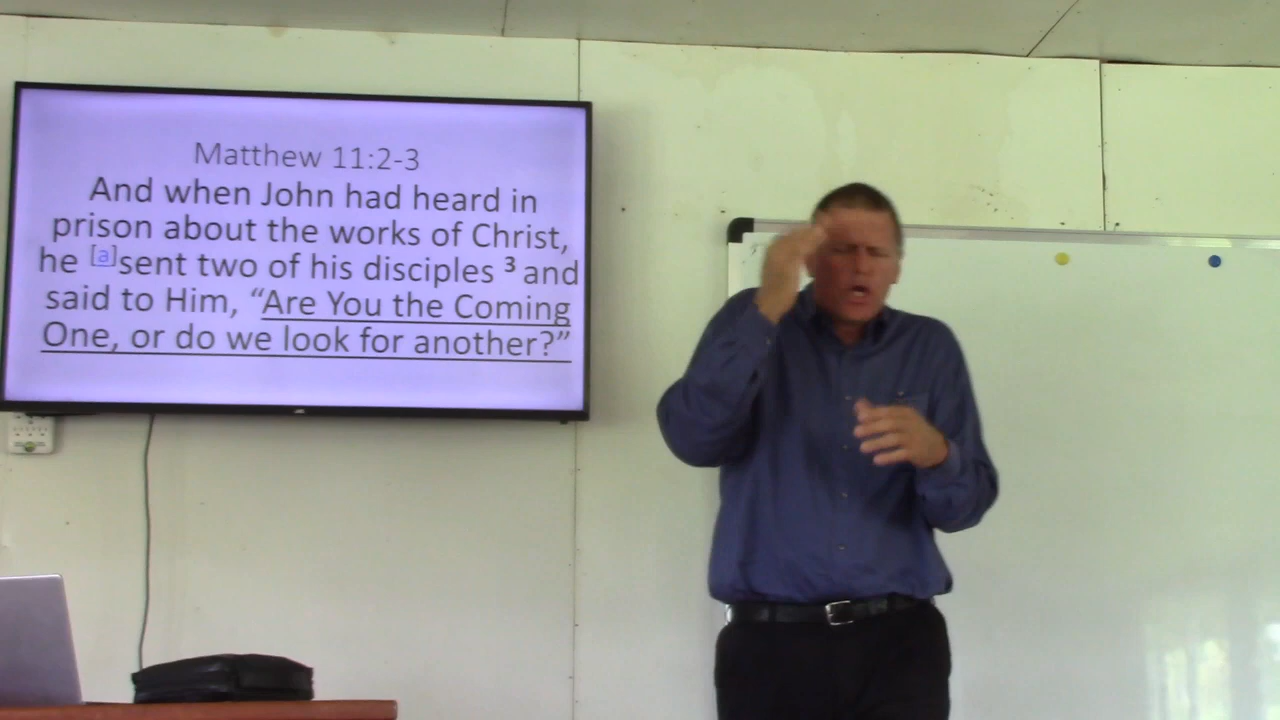 Matthew 11:2-3
And when John had heard in
prison about the works of Christ,
he [a]sent two of his disciples ³ and
said to Him, “Are You the Coming
One, or do we look for another?”